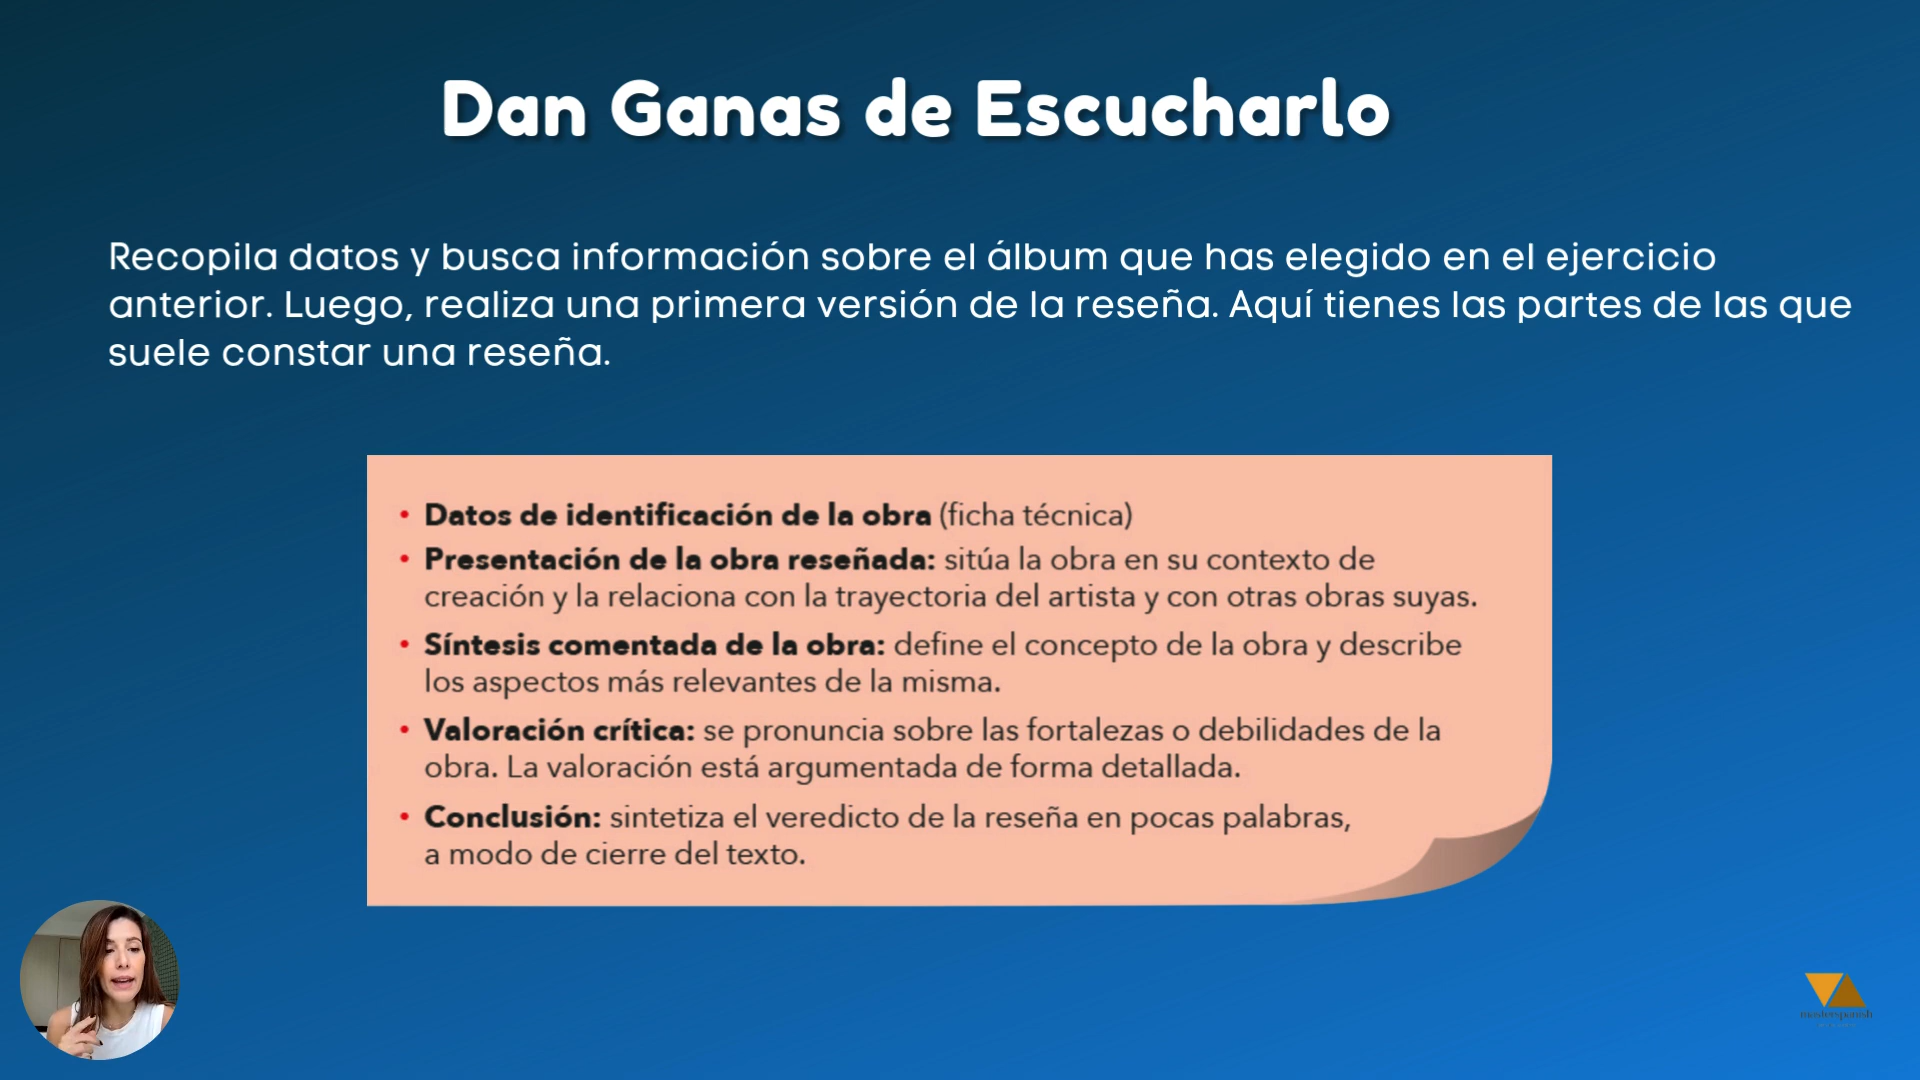 Dan Ganas de Escucharlo
Recopila datos y busca información sobre el álbum que has elegido en el ejercicio
anterior. Luego, realiza una primera versión de la reseña. Aquí tienes las partes de las que
suele constar una reseña.
• Datos de identificación de la obra (ficha técnica)
• Presentación de la obra reseñada: sitúa la obra en su contexto de
creación y la relaciona con la trayectoria del artista y con otras obras suyas.
• Síntesis comentada de la obra: define el concepto de la obra y describe
los aspectos más relevantes de la misma.
• Valoración crítica: se pronuncia sobre las fortalezas o debilidades de la
obra. La valoración está argumentada de forma detallada.
• Conclusión: sintetiza el veredicto de la reseña en pocas palabras,
a modo de cierre del texto.
masterspanish